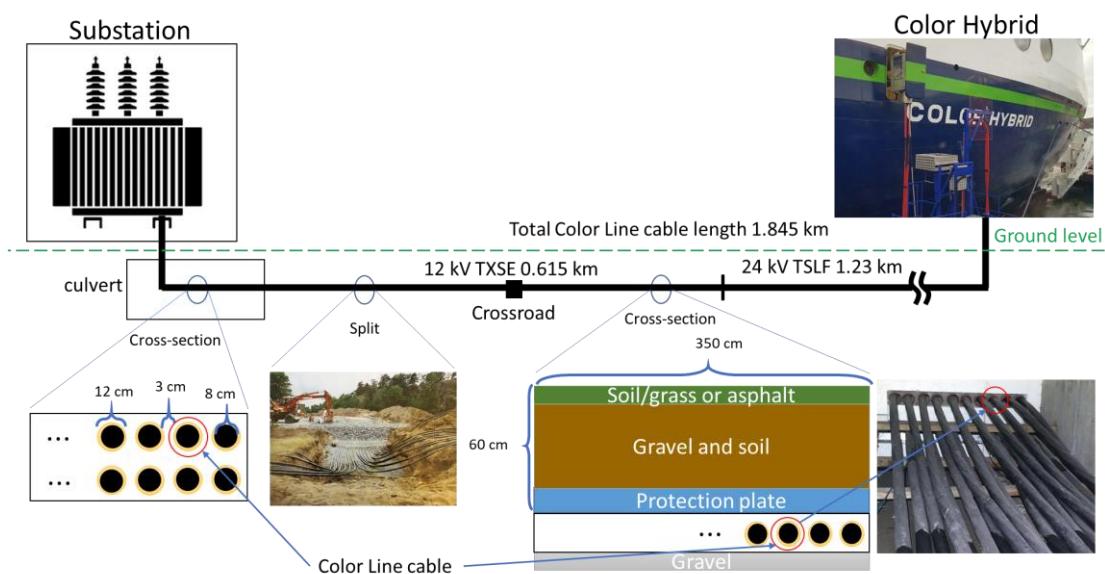 Substation
Color Hybrid
COLOR HYBRID
Total Color Line cable length 1.845 km
Ground level
culvert
12 kV TXSE 0.615 km
24 kV TSLF 1.23 km
Crossroad
Cross-section
Split
Cross-section
350 cm
12 cm
3 cm
8 cm
...
...
60 cm
Soil/grass or asphalt
Gravel and soil
Protection plate
...
Gravel
Color Line cable